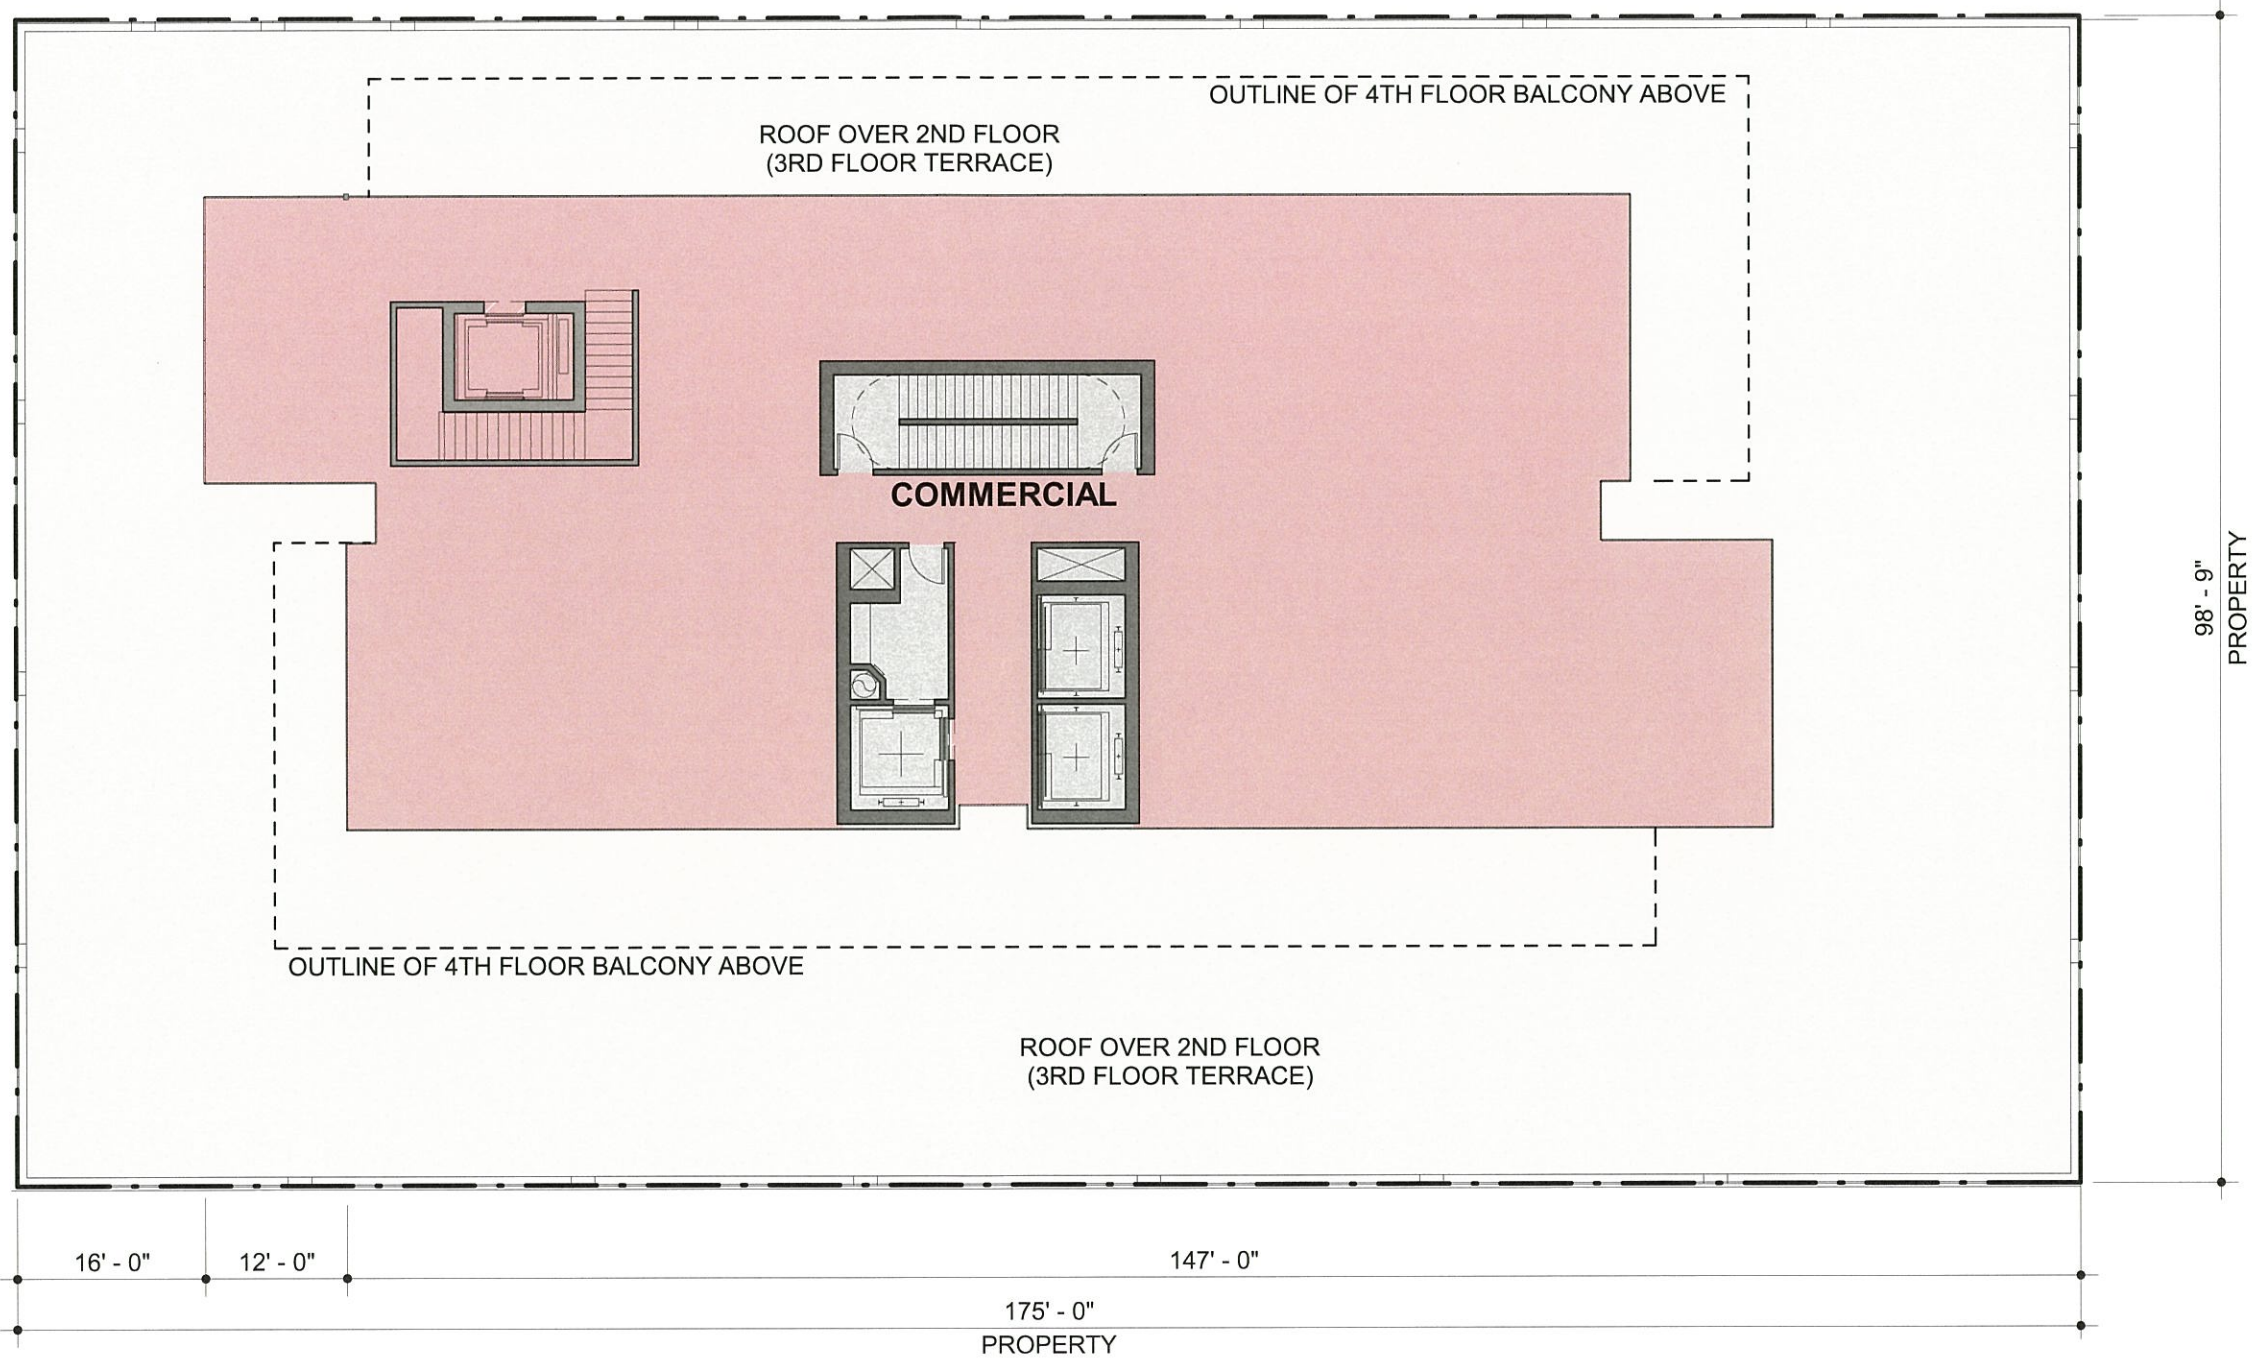 OUTLINE OF 4TH FLOOR BALCONY ABOVE
ROOF OVER 2ND FLOOR
(3RD FLOOR TERRACE)
COMMERCIAL
98' - 9"
PROPERTY
OUTLINE OF 4TH FLOOR BALCONY ABOVE
ROOF OVER 2ND FLOOR
(3RD FLOOR TERRACE)
16' - 0"
12' - 0"
147' - 0"
175' - 0"
PROPERTY